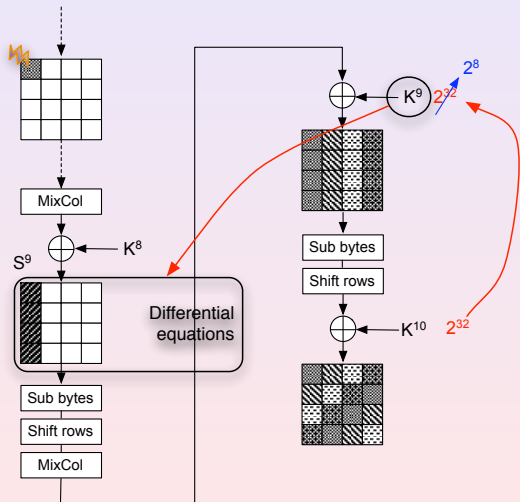 MixCol
K⁸
S⁹
Differential
equations
Sub bytes
Shift rows
MixCol
2⁸
K⁹ 2³²
Sub bytes
Shift rows
K¹⁰ 2³²